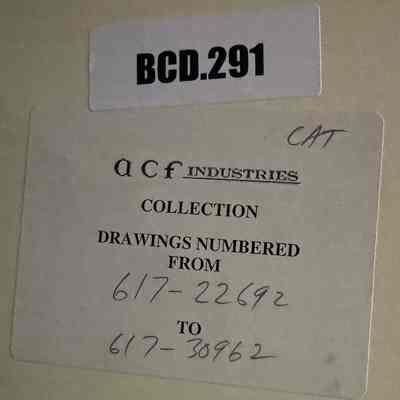 BCD.291
CAT
acf INDUSTRIES
COLLECTION
DRAWINGS NUMBERED
FROM
617-22692
TO
617-30962